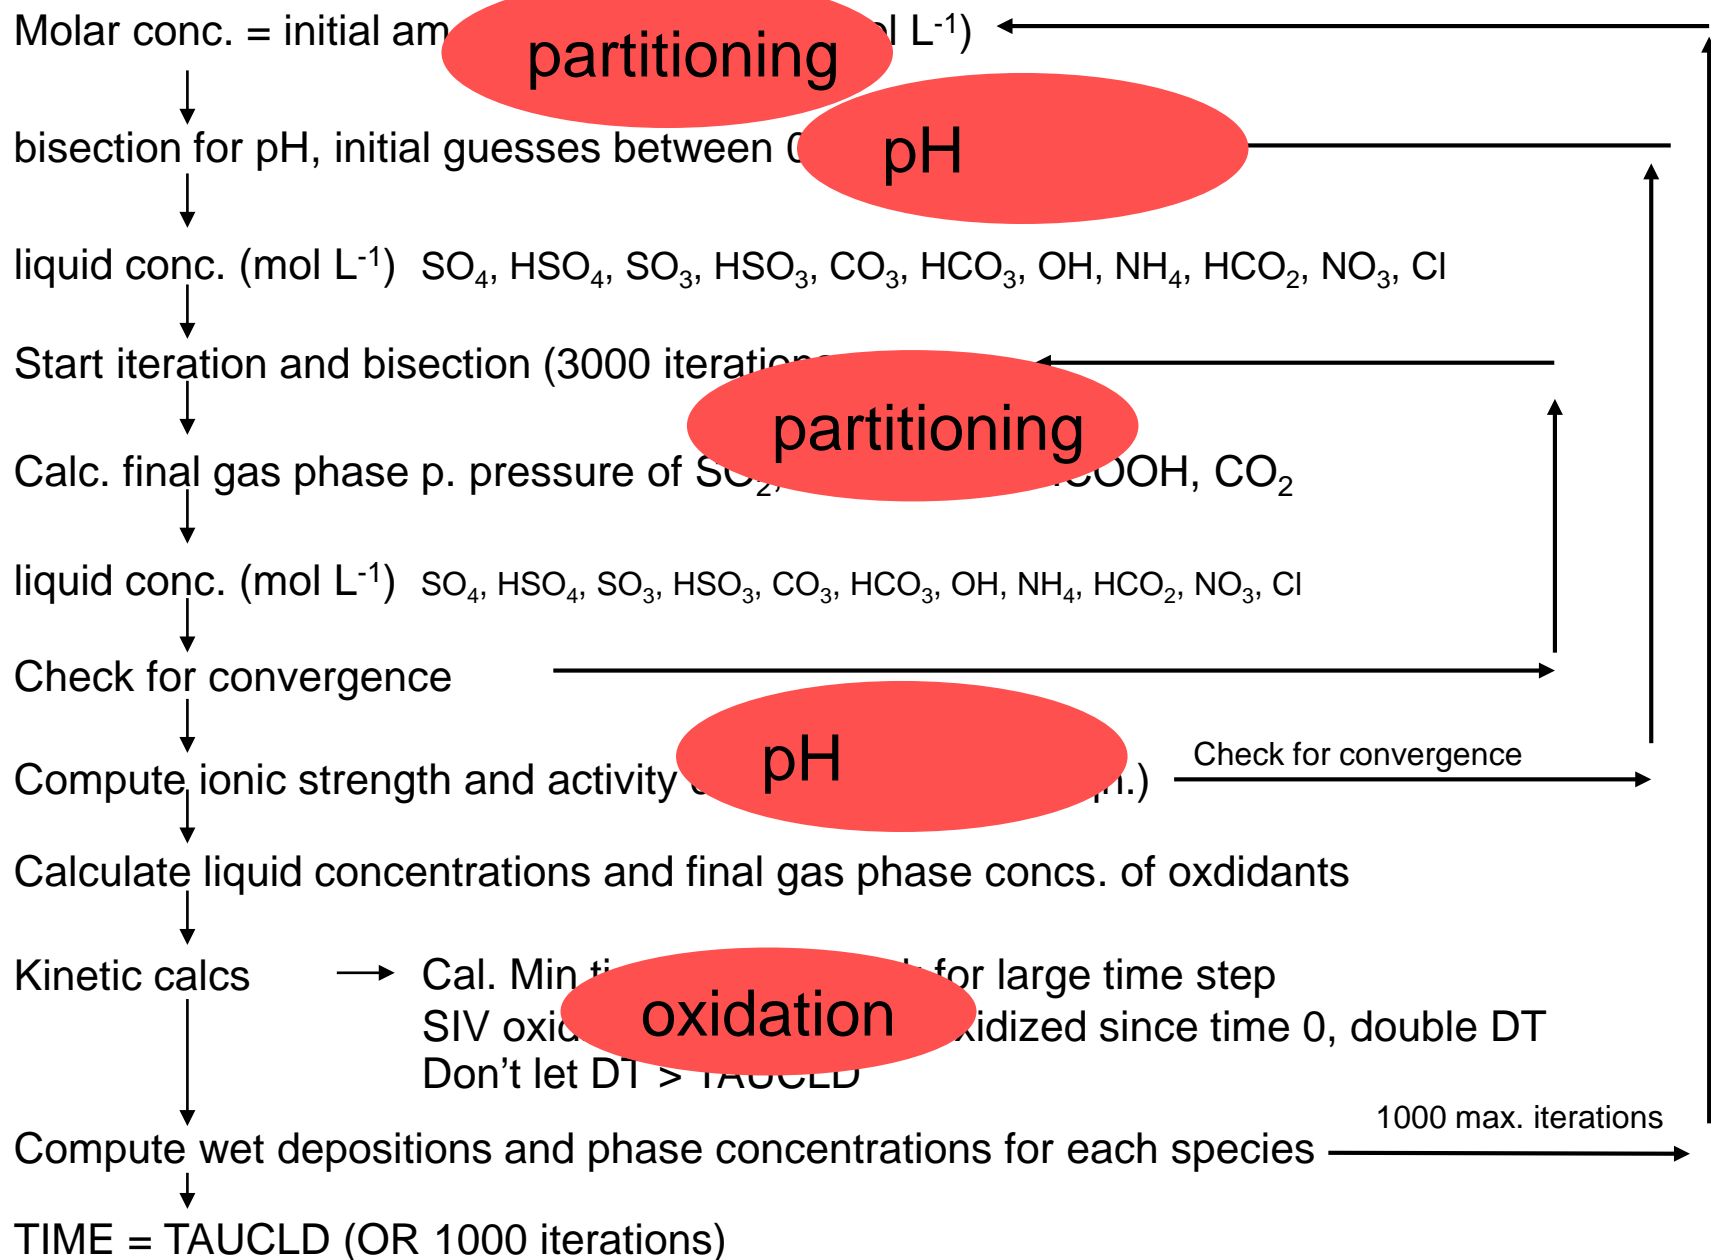 Molar conc. = initial am
partitioning
L-1)
bisection for pH, initial guesses between
pH
liquid conc. (mol L-1) SO4, HSO4, SO3, HSO3, CO3, HCO3, OH, NH4, HCO2, NO3, Cl
Start iteration and bisection (3000
partitioning
Calc. final gas phase p. pressure of SO2, COOH, CO2
liquid conc. (mol L-1) SO4, HSO4, SO3, HSO3, CO3, HCO3, OH, NH4, HCO2, NO3, Cl
Check for convergence
pH
Check for convergence
Compute ionic strength and activity
Calculate liquid concentrations and final gas phase concs. of oxdidants
Kinetic calcs
Cal. Min for large time step
oxidation
SIV oxid xidized since time 0, double DT
Don’t let DT > TAUCLD
1000 max. iterations
Compute wet depositions and phase concentrations for each species
TIME = TAUCLD (OR 1000 iterations)